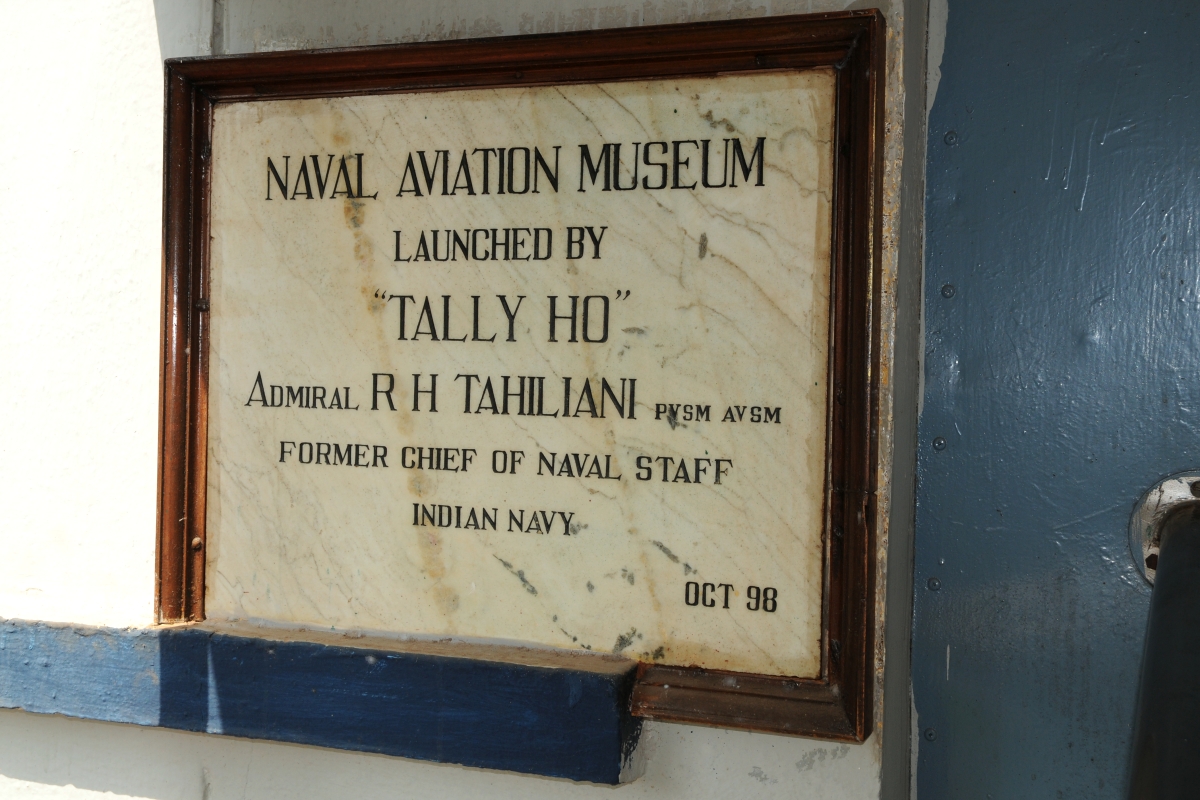 NAVAL AVIATION MUSEUM
LAUNCHED BY
“TALLY HO”
ADMIRAL R H TAHILIANI PVSM AVSM
FORMER CHIEF OF NAVAL STAFF
INDIAN NAVY
OCT 98